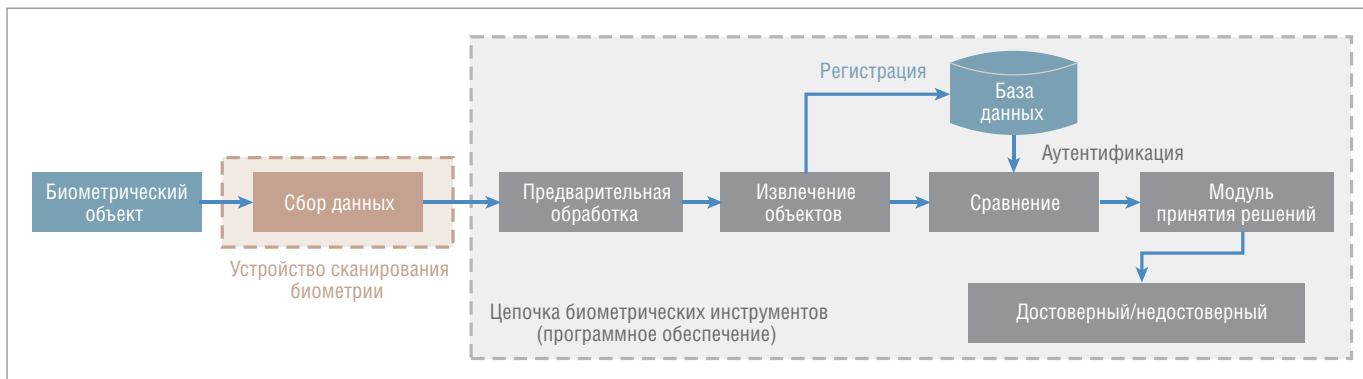 Регистрация
База
данных
Аутентификация
Биометрический
объект
Сбор данных
Предварительная
обработка
Извлечение
объектов
Сравнение
Модуль
принятия решений
Устройство сканирования
биометрии
Цепочка биометрических инструментов
(программное обеспечение)
Достоверный/недостоверный